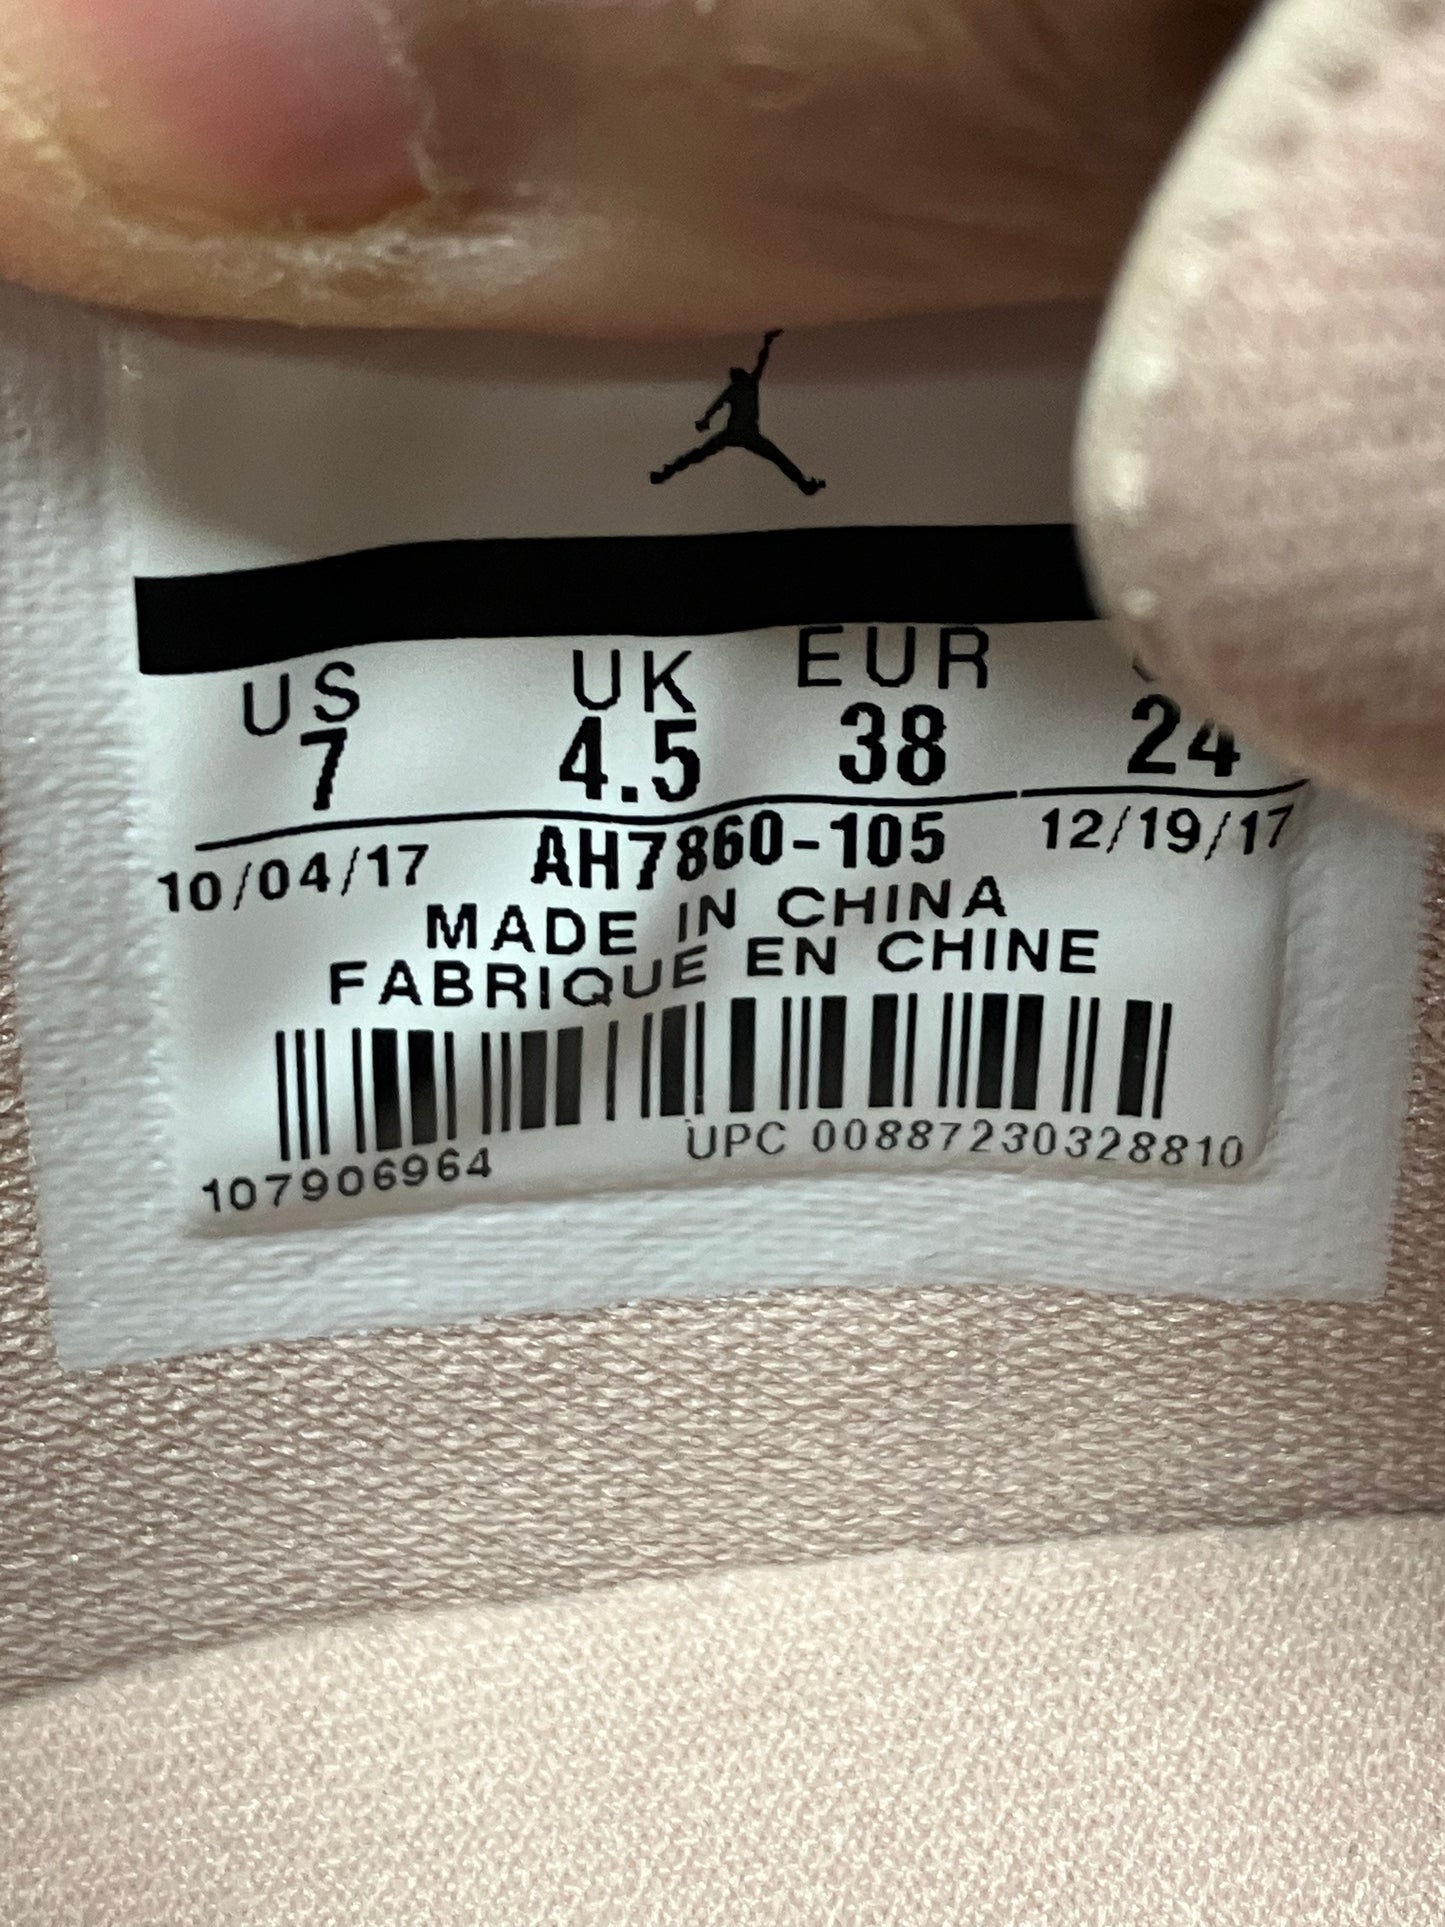 US UK EUR
7 4.5 38 24
10/04/17 AH7860-105 12/19/17
MADE IN CHINA
FABRIQUE EN CHINE
107906964 UPC 00887230328810